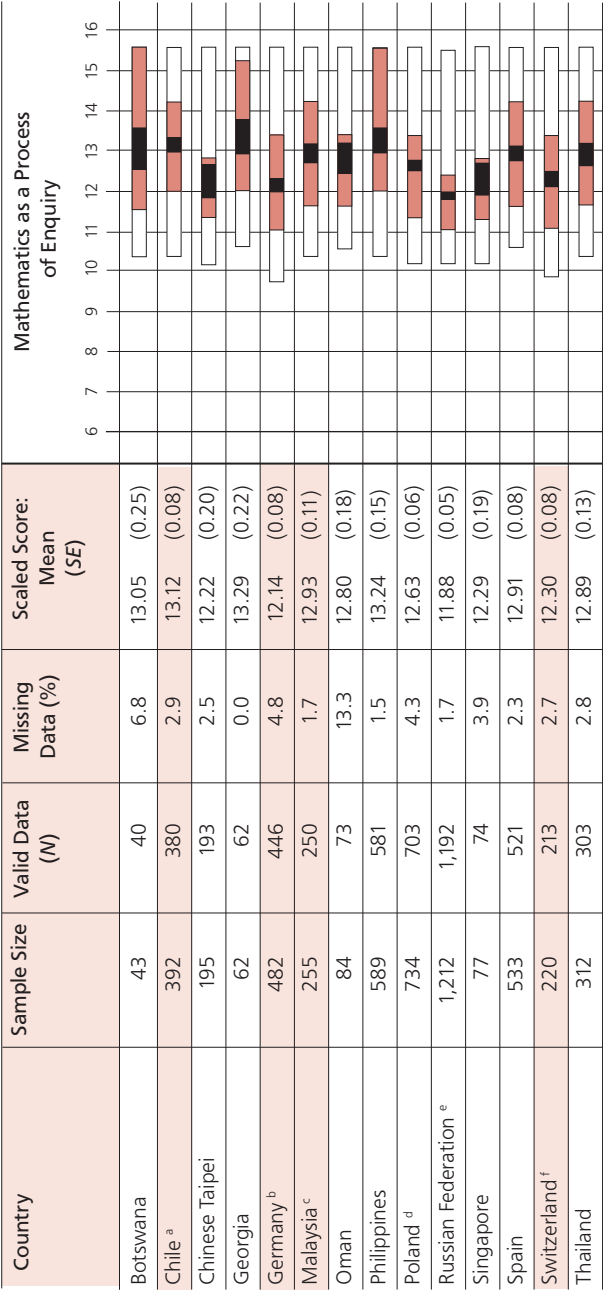 Country Sample Size Valid Data (N) Missing Data (%) Scaled Score: Mean (SE) Mathematics as a Process of Enquiry
6 7 8 9 10 11 12 13 14 15 16
Botswana 43 40 6.8 13.05 (0.25)
Chile a 392 380 2.9 13.12 (0.08)
Chinese Taipei 195 193 2.5 12.22 (0.20)
Georgia 62 62 0.0 13.29 (0.22)
Germany b 482 446 4.8 12.14 (0.08)
Malaysia c 255 250 1.7 12.93 (0.11)
Oman 84 73 13.3 12.80 (0.18)
Philippines 589 581 1.5 13.24 (0.15)
Poland d 734 703 4.3 12.63 (0.06)
Russian Federation e 1,212 1,192 1.7 11.88 (0.05)
Singapore 77 74 3.9 12.29 (0.19)
Spain 533 521 2.3 12.91 (0.08)
Switzerland f 220 213 2.7 12.30 (0.08)
Thailand 312 303 2.8 12.89 (0.13)